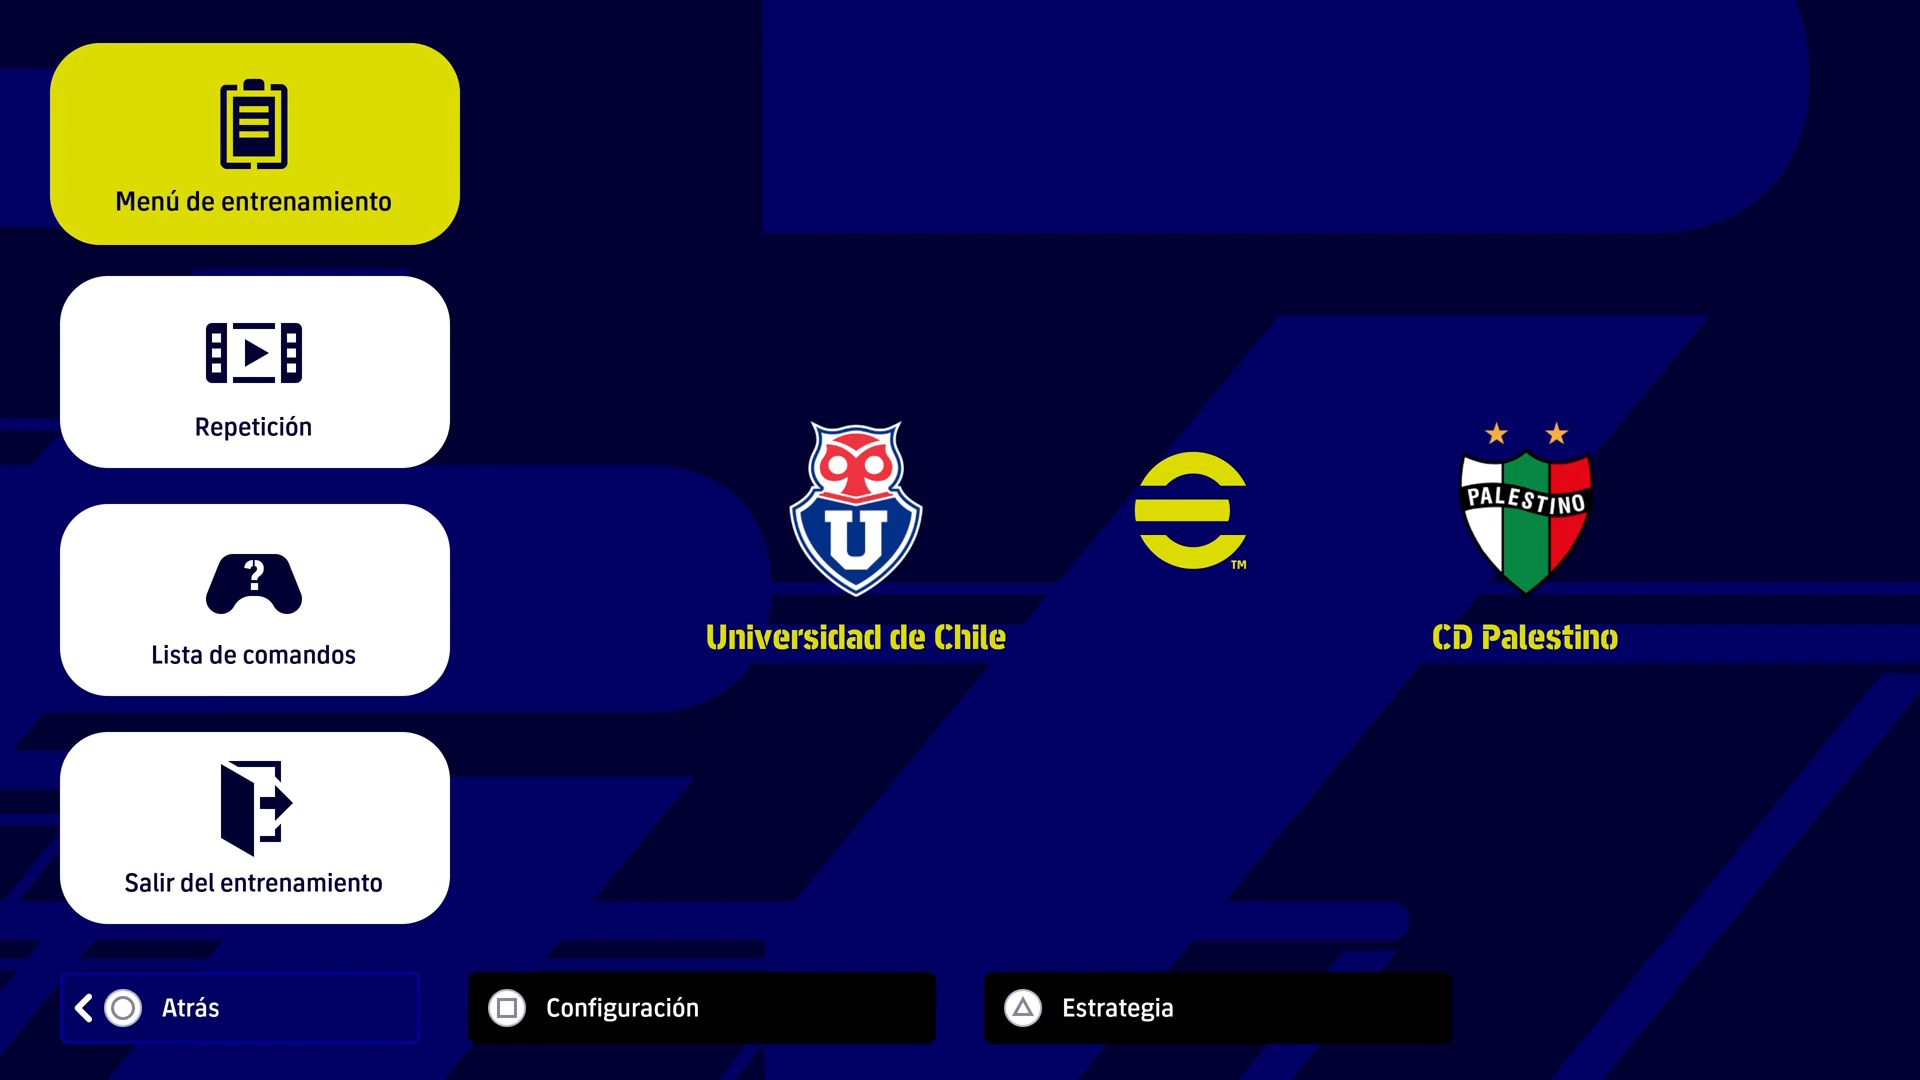 Menú de entrenamiento
Repetición
?
Lista de comandos
Salir del entrenamiento
U
Universidad de Chile
TM
PALESTINO
CD Palestino
Atrás
Configuración
Estrategia